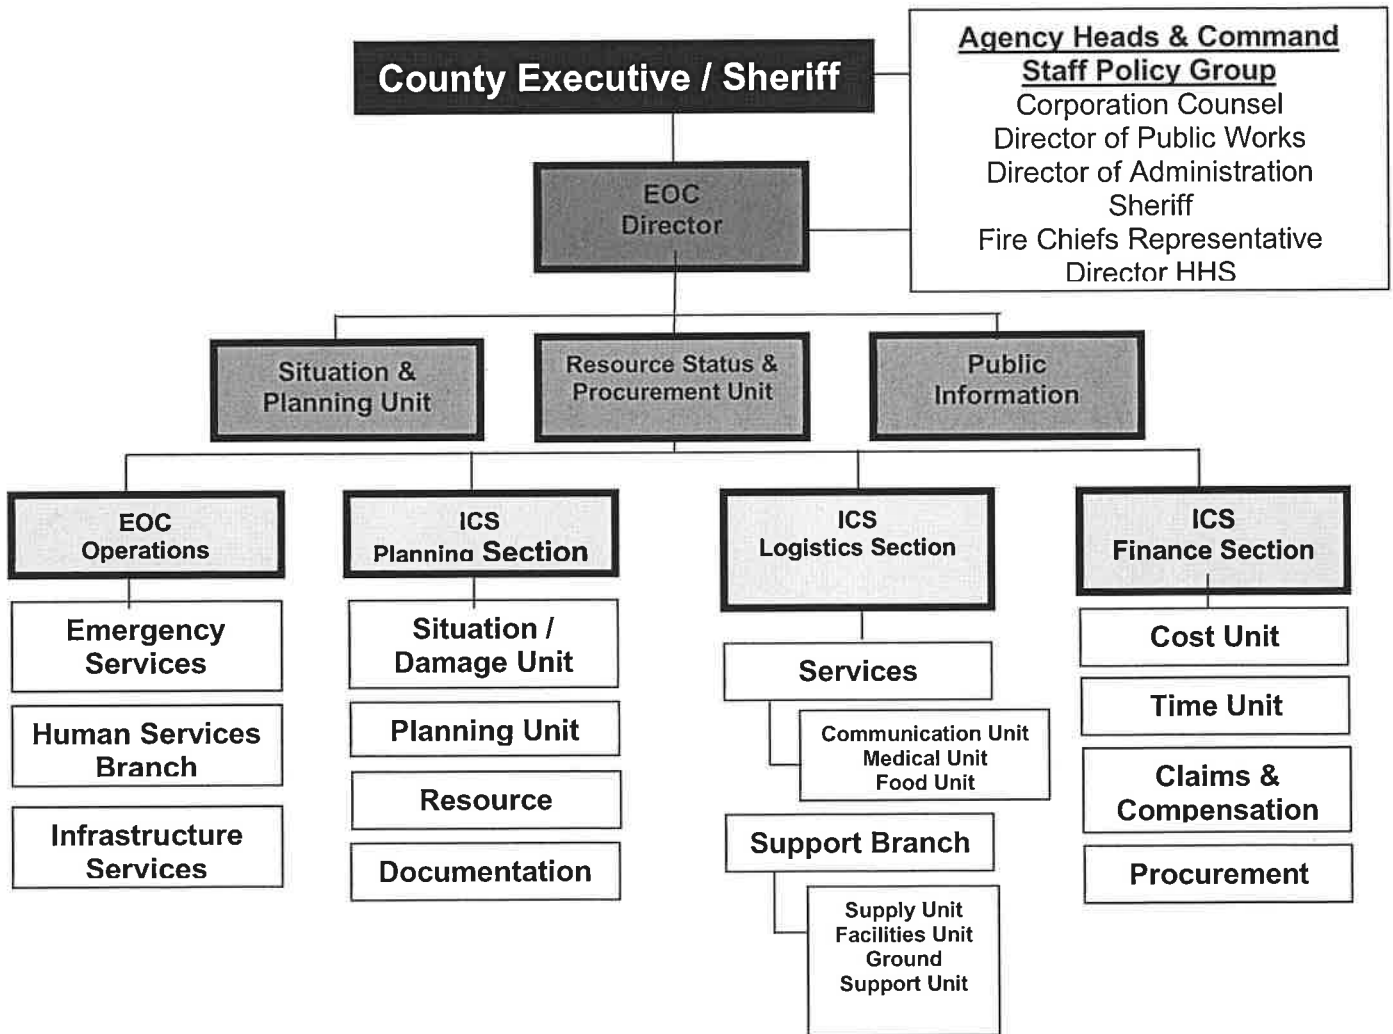 County Executive / Sheriff
Agency Heads & Command
Staff Policy Group
Corporation Counsel
Director of Public Works
Director of Administration
Sheriff
Fire Chiefs Representative
Director HHS
EOC
Director
Situation &
Planning Unit
Resource Status &
Procurement Unit
Public
Information
EOC
Operations
ICS
Planning Section
ICS
Logistics Section
ICS
Finance Section
Emergency
Services
Human Services
Branch
Infrastructure
Services
Situation /
Damage Unit
Planning Unit
Resource
Documentation
Services
Communication Unit
Medical Unit
Food Unit
Support Branch
Supply Unit
Facilities Unit
Ground
Support Unit
Cost Unit
Time Unit
Claims &
Compensation
Procurement